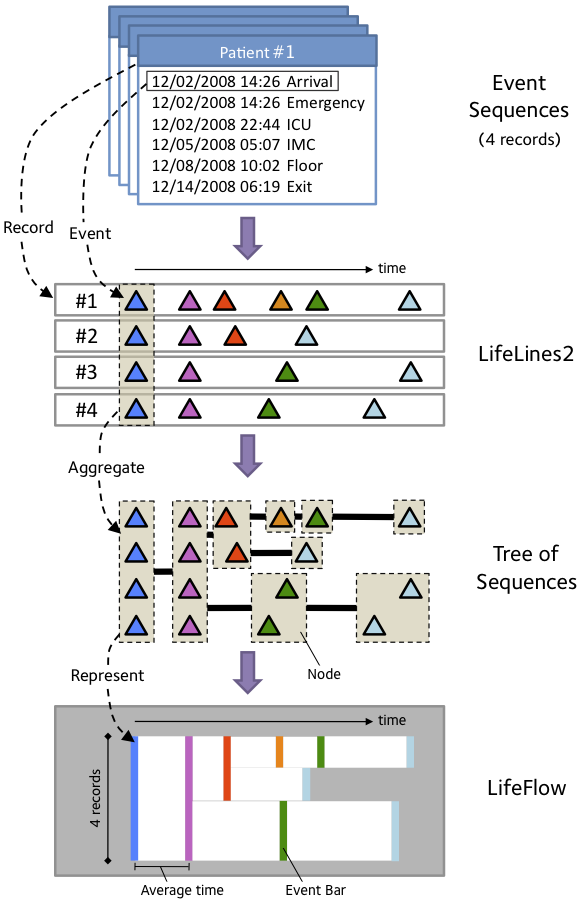 Patient #1
12/02/2008 14:26 Arrival
12/02/2008 14:26 Emergency
12/02/2008 22:44 ICU
12/05/2008 05:07 IMC
12/08/2008 10:02 Floor
12/14/2008 06:19 Exit
Event
Sequences
(4 records)
Record
Event
time
#1
#2
#3
#4
LifeLines2
Aggregate
Tree of
Sequences
Node
Represent
time
4 records
LifeFlow
Average time
Event Bar